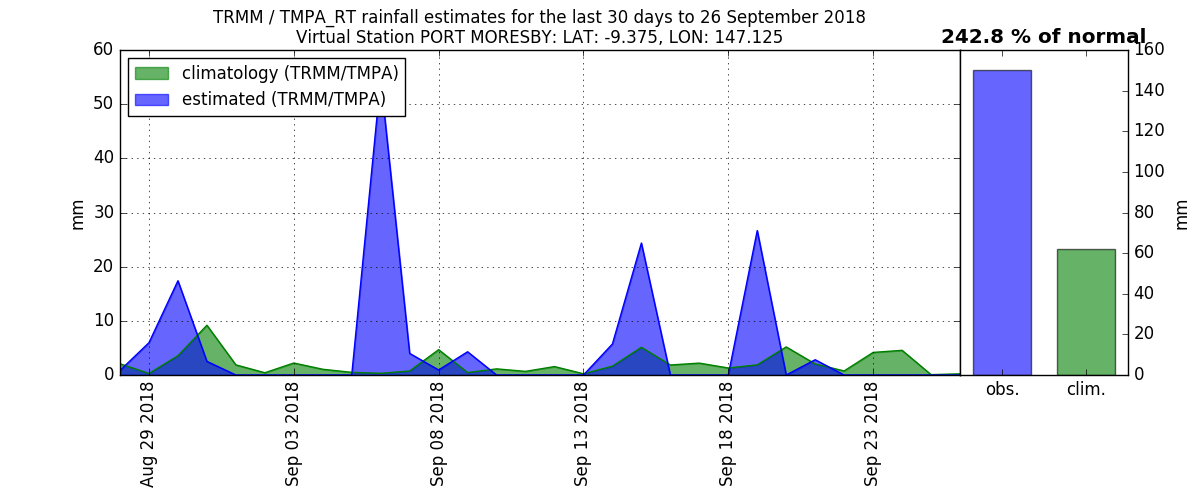 TRMM / TMPA_RT rainfall estimates for the last 30 days to 26 September 2018
Virtual Station PORT MORESBY: LAT: -9.375, LON: 147.125
242.8 % of normal
climatology (TRMM/TMPA)
estimated (TRMM/TMPA)
60
50
40
30
20
10
0
mm
Aug 29 2018
Sep 03 2018
Sep 08 2018
Sep 13 2018
Sep 18 2018
Sep 23 2018
160
140
120
100
80
60
40
20
0
mm
obs.
clim.